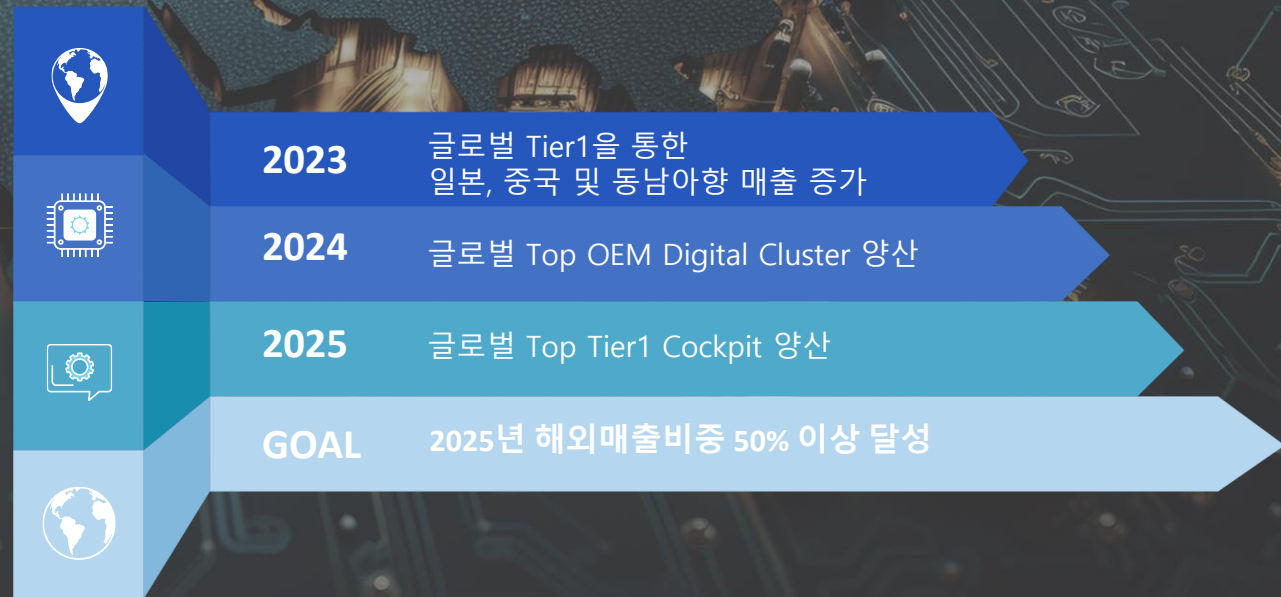 2023
글로벌 Tier1을 통한
일본, 중국 및 동남아향 매출 증가
2024
글로벌 Top OEM Digital Cluster 양산
2025
글로벌 Top Tier1 Cockpit 양산
GOAL
2025년 해외매출비중 50% 이상 달성